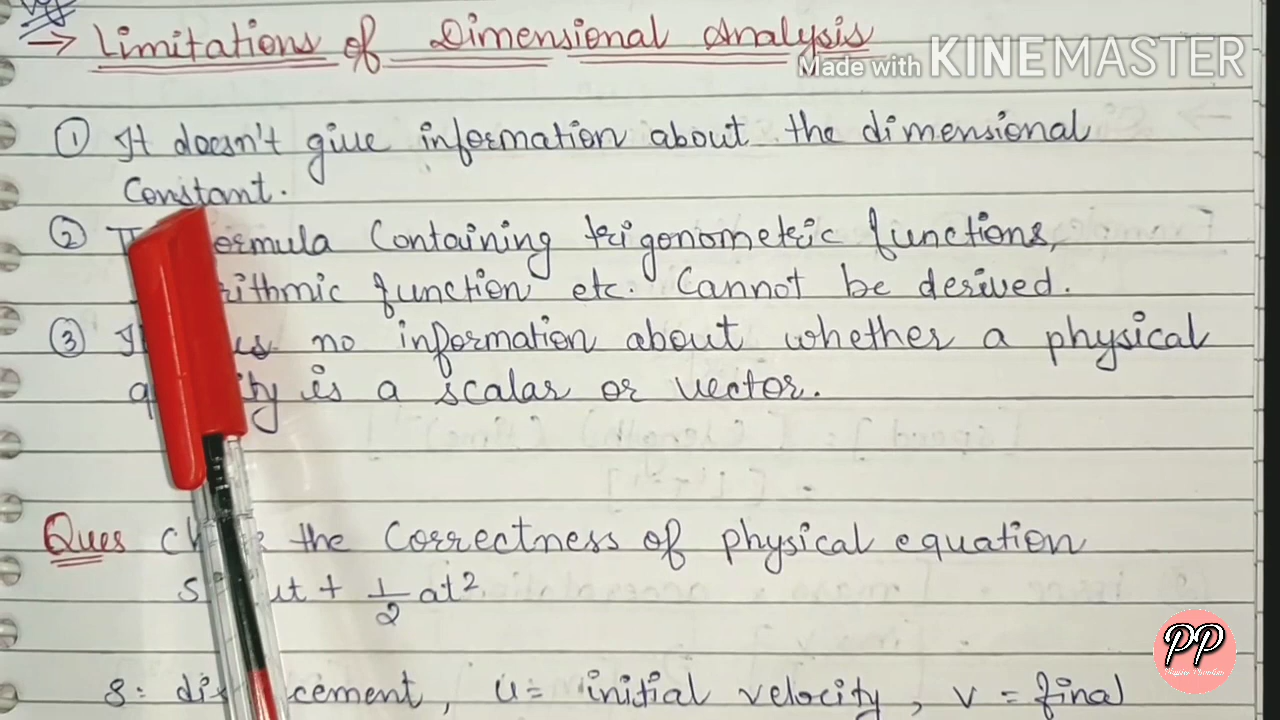 → Limitations of Dimensional Analysis
Made with KINEMASTER
① It doesn't give information about the dimensional
Constant.
② formula Containing trigonometric functions,
function etc. Cannot be derived.
③ no information about whether a physical
is a scalar or vector.
Ques the Correctness of physical equation
ut + 1/2 at²
PP
S = u = initial velocity, v = final